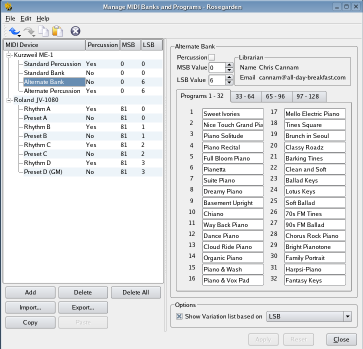 Manage MIDI Banks and Programs - Rosegarden
File Edit Help
MIDI Device Percussion MSB LSB
Kurzweil ME-1
Standard Percussion Yes 0 0
Standard Bank No 0 0
Alternate Bank No 0 6
Alternate Percussion Yes 0 6
Roland JV-1080
Rhythm A Yes 81 0
Preset A No 81 0
Rhythm B Yes 81 1
Preset B No 81 1
Rhythm C Yes 81 2
Preset C No 81 2
Rhythm D Yes 81 3
Preset D (GM) No 81 3
Add Delete Delete All
Import... Export...
Copy Paste
Alternate Bank
Percussion
MSB Value 0
LSB Value 6
Librarian
Name Chris Cannam
Email cannam@all-day-breakfast.com
Programs 1 - 32 33 - 64 65 - 96 97 - 128
1 Sweet Ivories 17 Mello Electric Piano
2 Nice Touch Grand Pia 18 Tines Square
3 Piano Solitude 19 Brunch in Seoul
4 Piano Recital 20 Classy Roadz
5 Full Bloom Piano 21 Barking Tines
6 Pianetta 22 Clean and Soft
7 Suite Piano 23 Ballad Keys
8 Dreamy Piano 24 Lotus Keys
9 Basement Upright 25 Soft Ballad
10 Chiano 26 70s FM Tines
11 Way Back Piano 27 90s FM Ballad
12 Dance Piano 28 Chorus Rock Piano
13 Cloud Ride Piano 29 Bright Pianotone
14 Organic Piano 30 Family Portrait
15 Piano & Wash 31 Harpsi-Piano
16 Piano & Vox Pad 32 Fantasy Keys
Options
Show Variation list based on LSB
Apply Reset Close